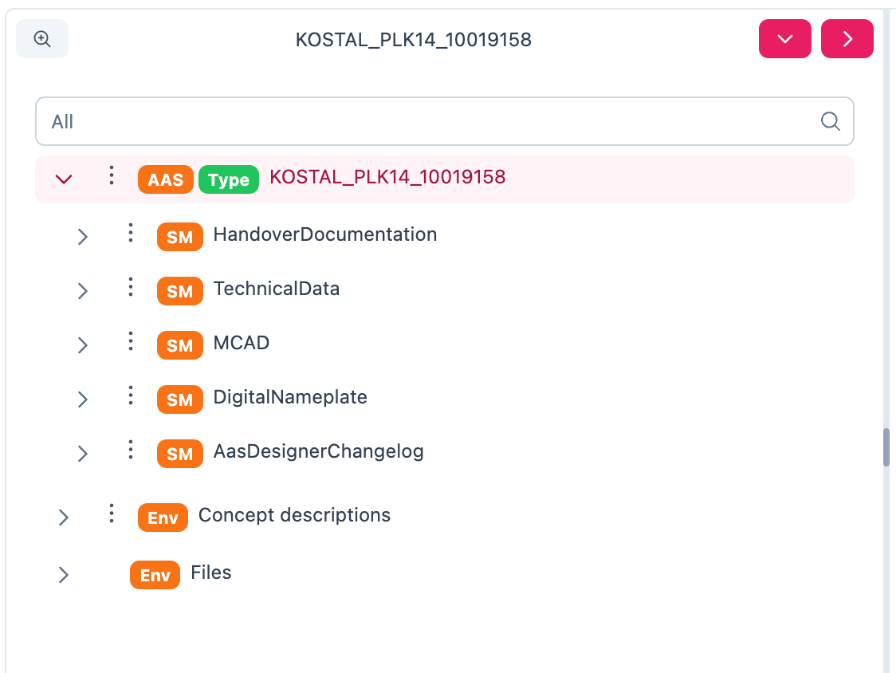 KOSTAL_PLK14_10019158
All
AAS Type KOSTAL_PLK14_10019158
SM HandoverDocumentation
SM TechnicalData
SM MCAD
SM DigitalNameplate
SM AasDesignerChangelog
Env Concept descriptions
Env Files